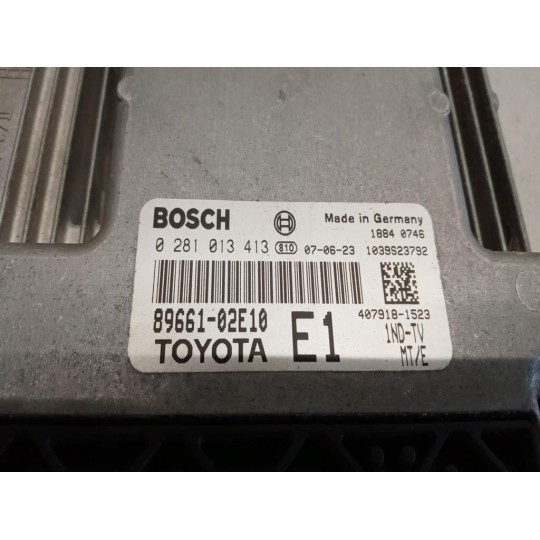 BOSCH Made in Germany
1884 0746
0 281 013 413 810 07-06-23 1039S23792
407918-1523
89661-02E10 E1 1ND-TV
TOYOTA MT/E